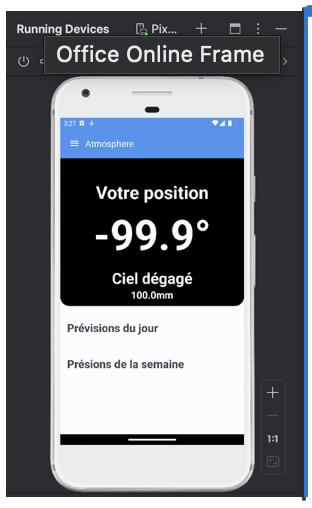 Running Devices
Pix...
Office Online Frame
3:27
Atmosphere
Votre position
-99.9°
Ciel dégagé
100.0mm
Prévisions du jour
Présions de la semaine
1:1